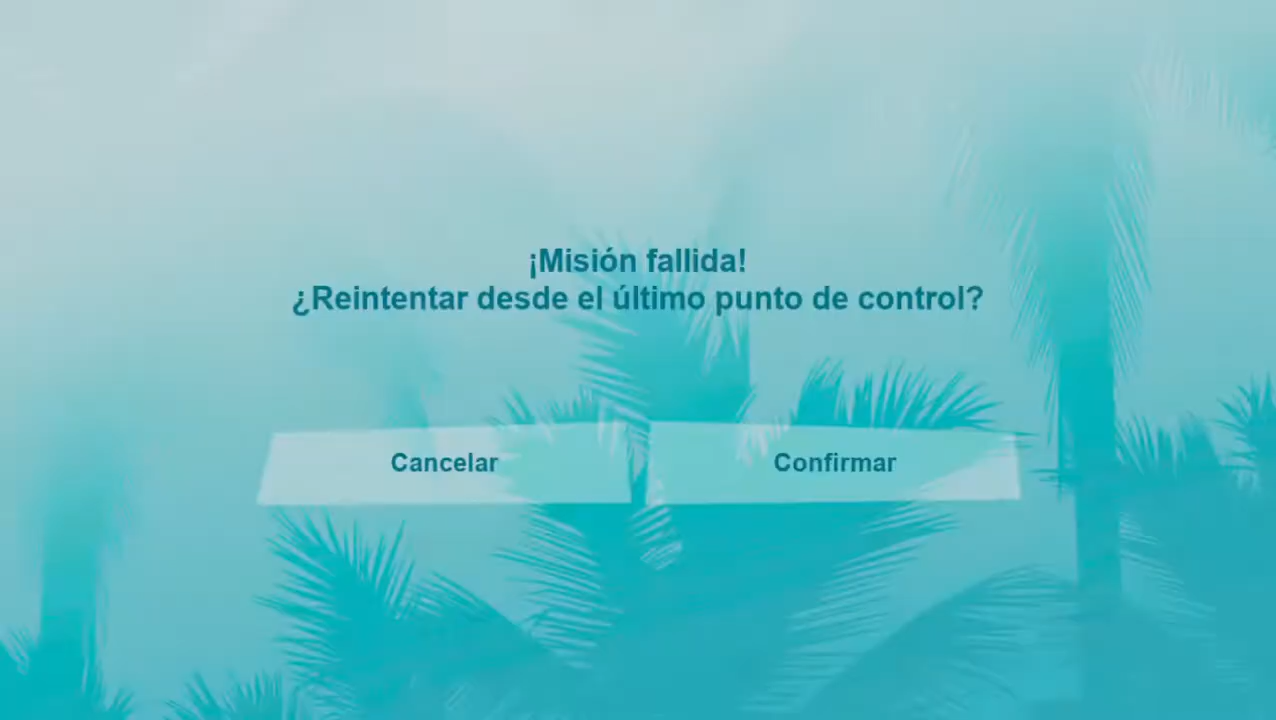 ¡Misión fallida!
¿Reintentar desde el último punto de control?
Cancelar
Confirmar